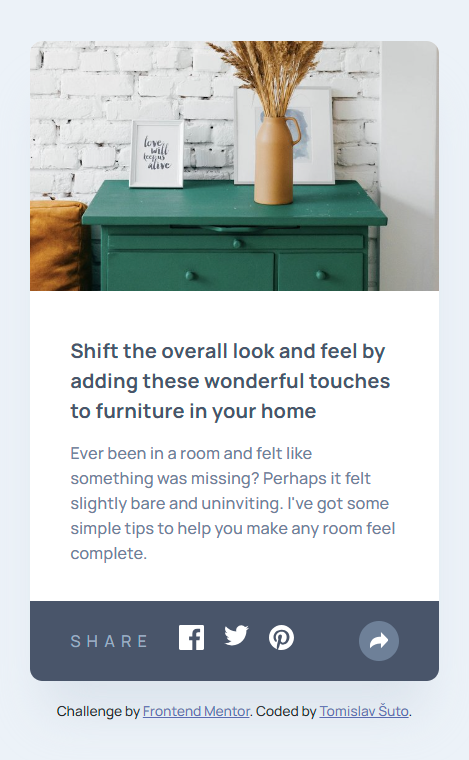 love
will
keep us
alive
Shift the overall look and feel by
adding these wonderful touches
to furniture in your home
Ever been in a room and felt like
something was missing? Perhaps it felt
slightly bare and uninviting. I've got some
simple tips to help you make any room feel
complete.
SHARE
Challenge by Frontend Mentor. Coded by Tomislav Šuto.